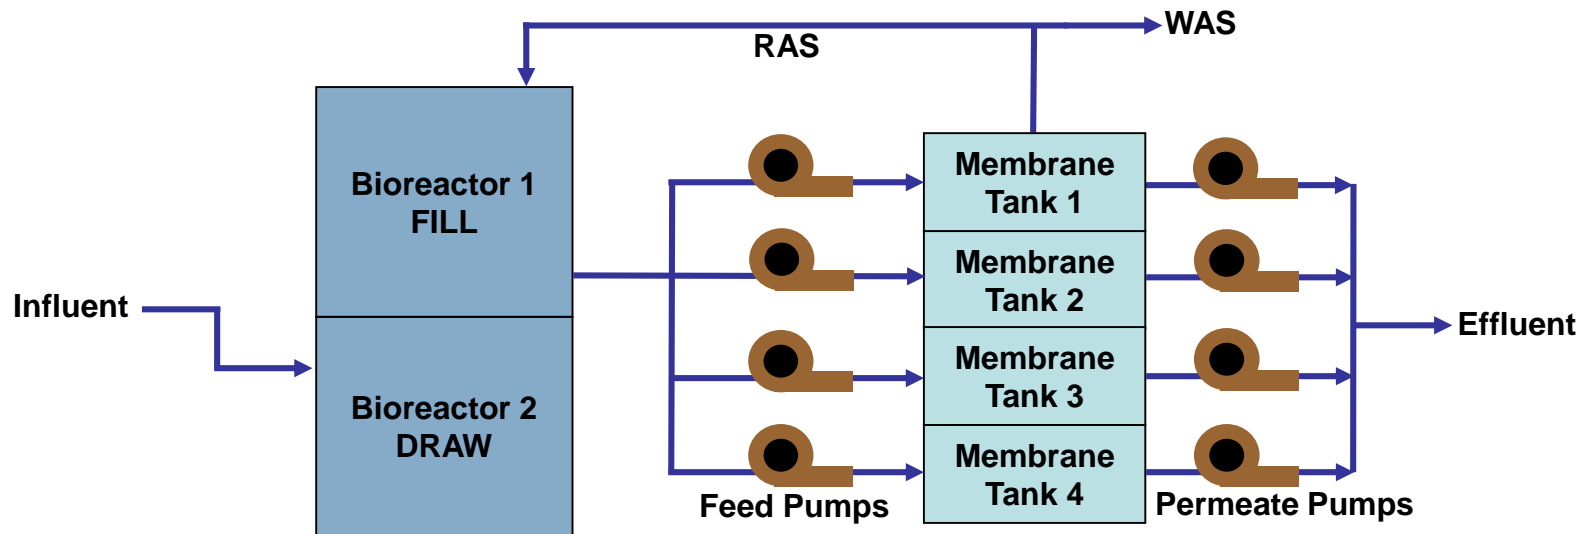 WAS
RAS
Bioreactor 1
FILL
Membrane
Tank 1
Membrane
Tank 2
Influent
Effluent
Bioreactor 2
DRAW
Membrane
Tank 3
Membrane
Tank 4
Feed Pumps
Permeate Pumps